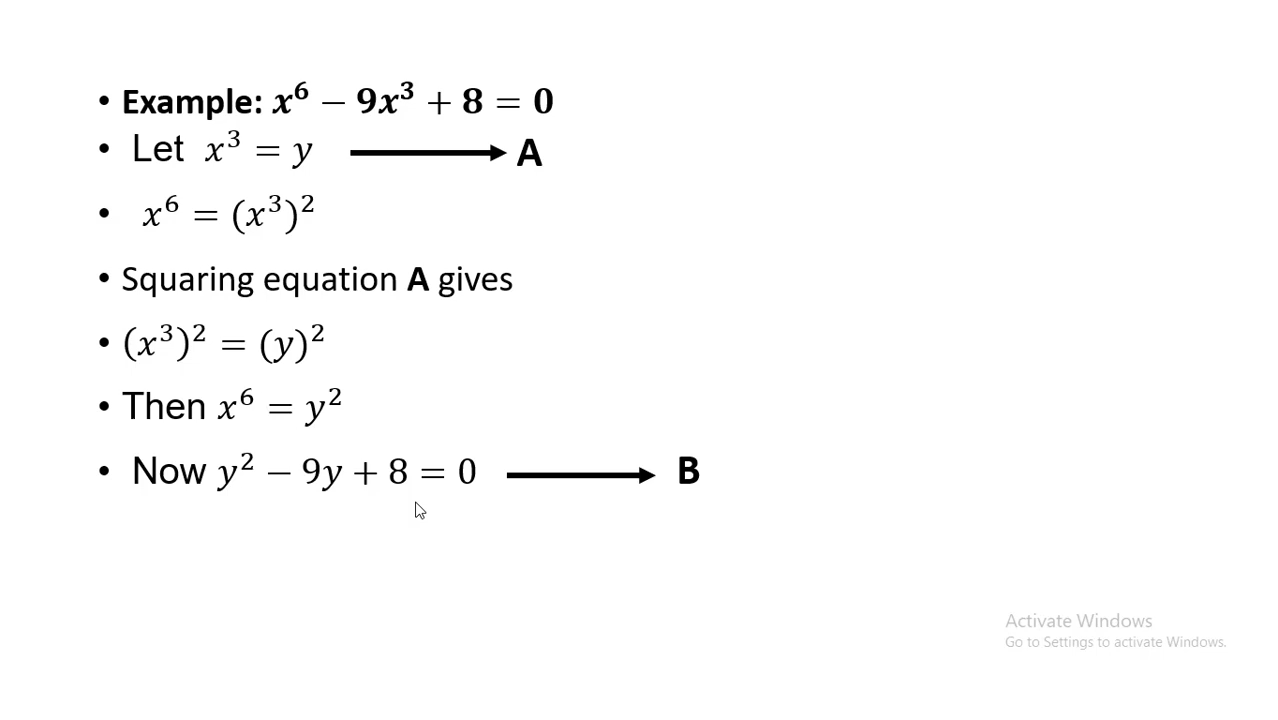 • Example: x⁶ − 9x³ + 8 = 0
• Let x³ = y ⟶ A
• x⁶ = (x³)²
• Squaring equation A gives
• (x³)² = (y)²
• Then x⁶ = y²
• Now y² − 9y + 8 = 0 ⟶ B
Activate Windows
Go to Settings to activate Windows.